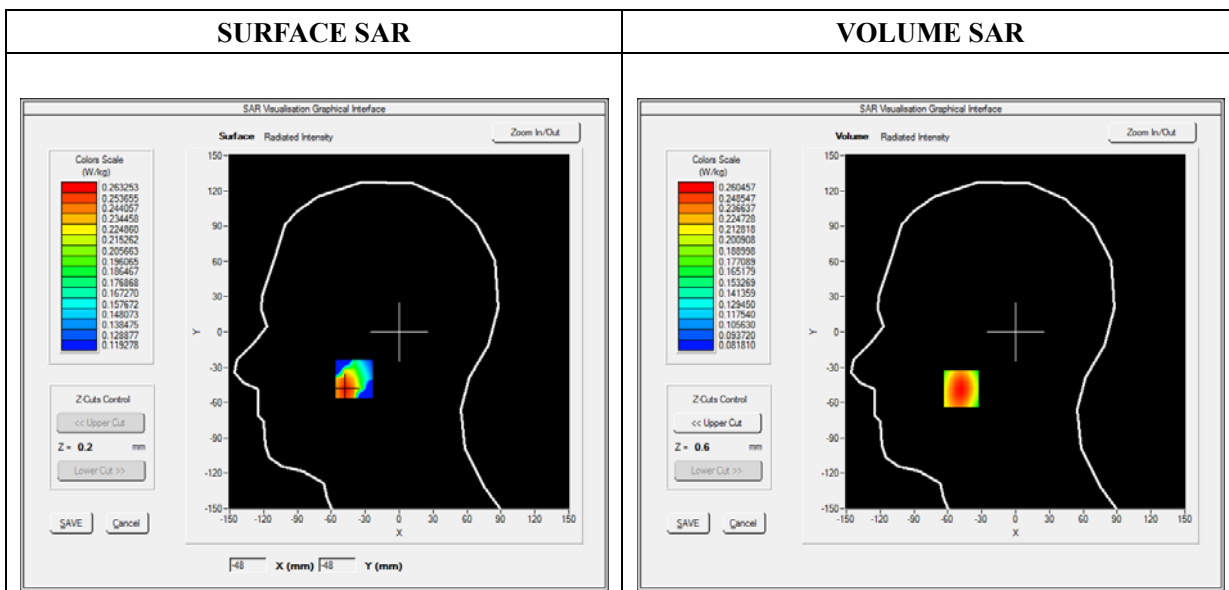 SURFACE SAR
VOLUME SAR
SAR Visualisation Graphical Interface
Surface Radiated Intensity
Zoom In/Out
Colors Scale
(W/kg)
0.263253
0.253655
0.244057
0.234458
0.224860
0.215262
0.205663
0.196065
0.186467
0.176868
0.167270
0.157672
0.148073
0.138475
0.128877
0.119278
150
120
90
60
30
0
-30
-60
-90
-120
-150
Y
-150 -120 -90 -60 -30 0 30 60 90 120 150
X
Z-Cuts Control
<< Upper Cut
Z = 0.2 mm
Lower Cut >>
SAVE Cancel
-48 X (mm) -48 Y (mm)
SAR Visualisation Graphical Interface
Volume Radiated Intensity
Zoom In/Out
Colors Scale
(W/kg)
0.260457
0.248547
0.236637
0.224728
0.212818
0.200908
0.188998
0.177089
0.165179
0.153269
0.141359
0.129450
0.117540
0.105630
0.093720
0.081810
150
120
90
60
30
0
-30
-60
-90
-120
-150
Y
-150 -120 -90 -60 -30 0 30 60 90 120 150
X
Z-Cuts Control
<< Upper Cut
Z = 0.6 mm
Lower Cut >>
SAVE Cancel